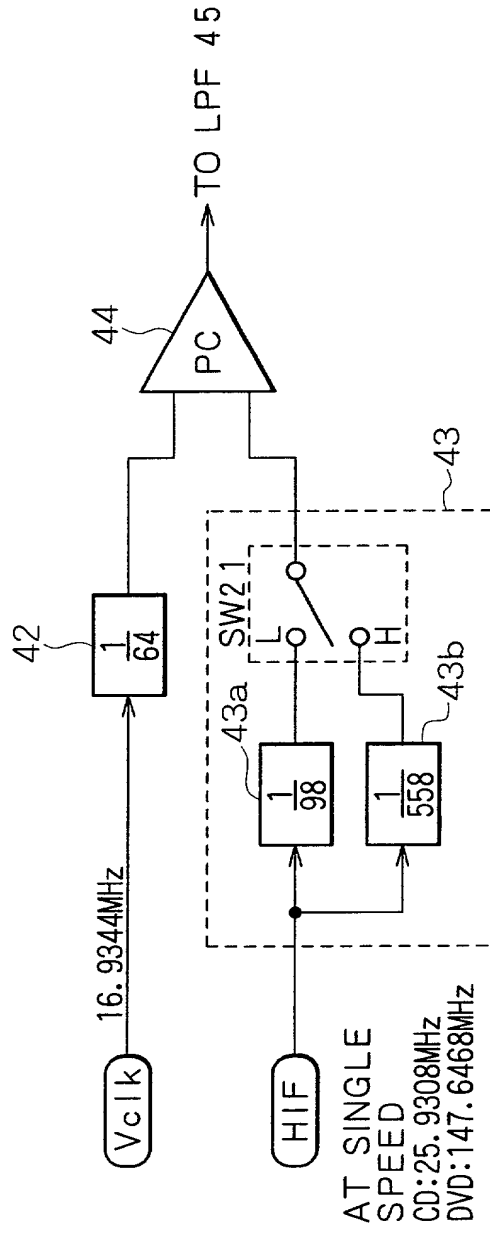 Vclk
16.9344MHz
42
1
64
44
PC
TO LPF 45
HIF
AT SINGLE
SPEED
CD:25.9308MHz
DVD:147.6468MHz
43a
1
98
43b
1
558
SW21
L
H
43